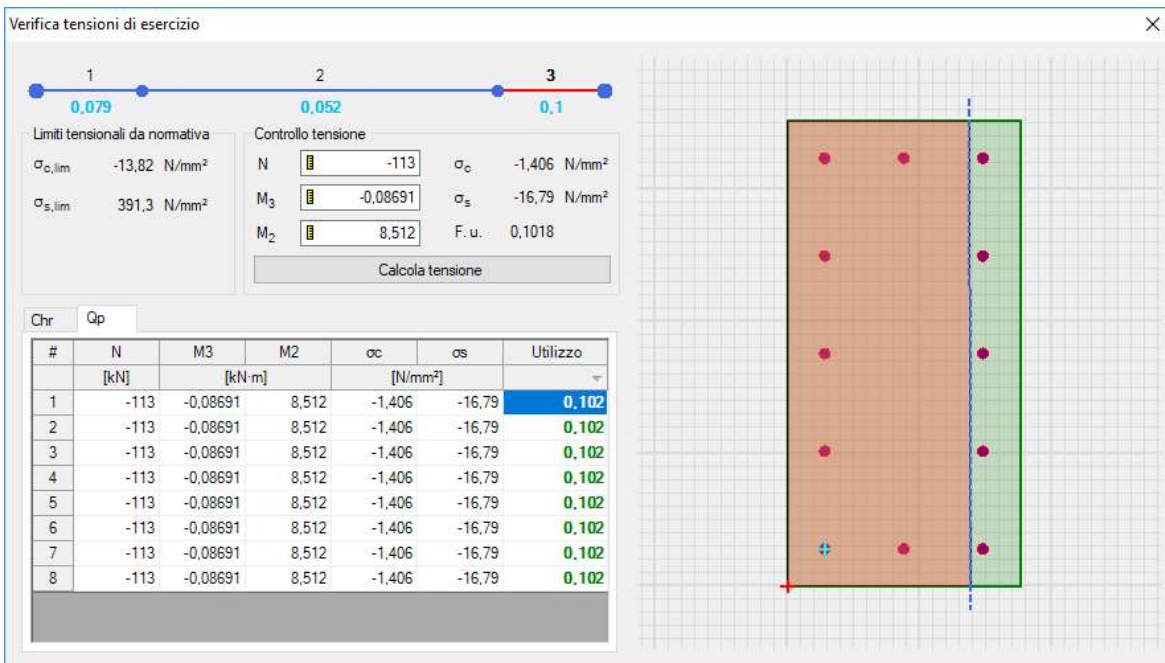 Verifica tensioni di esercizio
1 2 3
0,079 0,052 0,1
Limiti tensionali da normativa
σc,lim -13,82 N/mm²
σs,lim 391,3 N/mm²
Controllo tensione
N -113 σc -1,406 N/mm²
M3 -0,08691 σs -16,79 N/mm²
M2 8,512 F. u. 0,1018
Calcola tensione
Chr Qp
# N M3 M2 σc σs Utilizzo
[kN] [kN·m] [N/mm²]
1 -113 -0,08691 8,512 -1,406 -16,79 0,102
2 -113 -0,08691 8,512 -1,406 -16,79 0,102
3 -113 -0,08691 8,512 -1,406 -16,79 0,102
4 -113 -0,08691 8,512 -1,406 -16,79 0,102
5 -113 -0,08691 8,512 -1,406 -16,79 0,102
6 -113 -0,08691 8,512 -1,406 -16,79 0,102
7 -113 -0,08691 8,512 -1,406 -16,79 0,102
8 -113 -0,08691 8,512 -1,406 -16,79 0,102